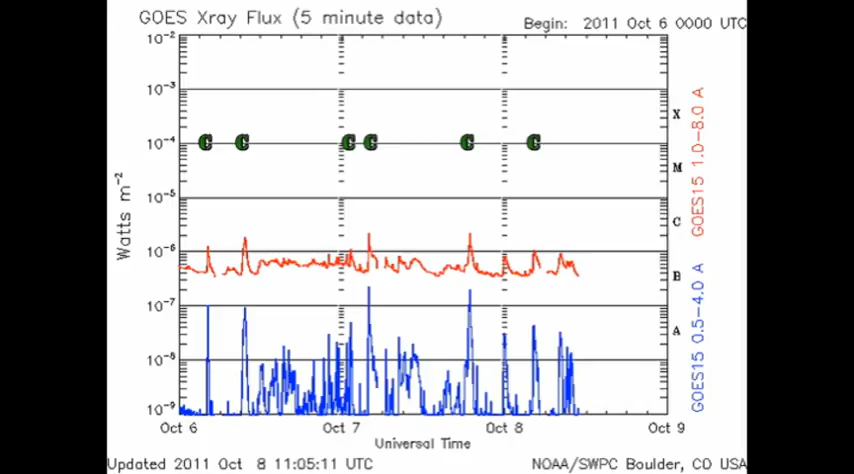 GOES Xray Flux (5 minute data)
Begin: 2011 Oct 6 0000 UTC
10⁻²
10⁻³
10⁻⁴
10⁻⁵
10⁻⁶
10⁻⁷
10⁻⁸
10⁻⁹
Watts m⁻²
C C C C C C
X
M
C
B
A
GOES15 1.0-8.0 A
GOES15 0.5-4.0 A
Oct 6 Oct 7 Oct 8 Oct 9
Universal Time
Updated 2011 Oct 8 11:05:11 UTC
NOAA/SWPC Boulder, CO USA